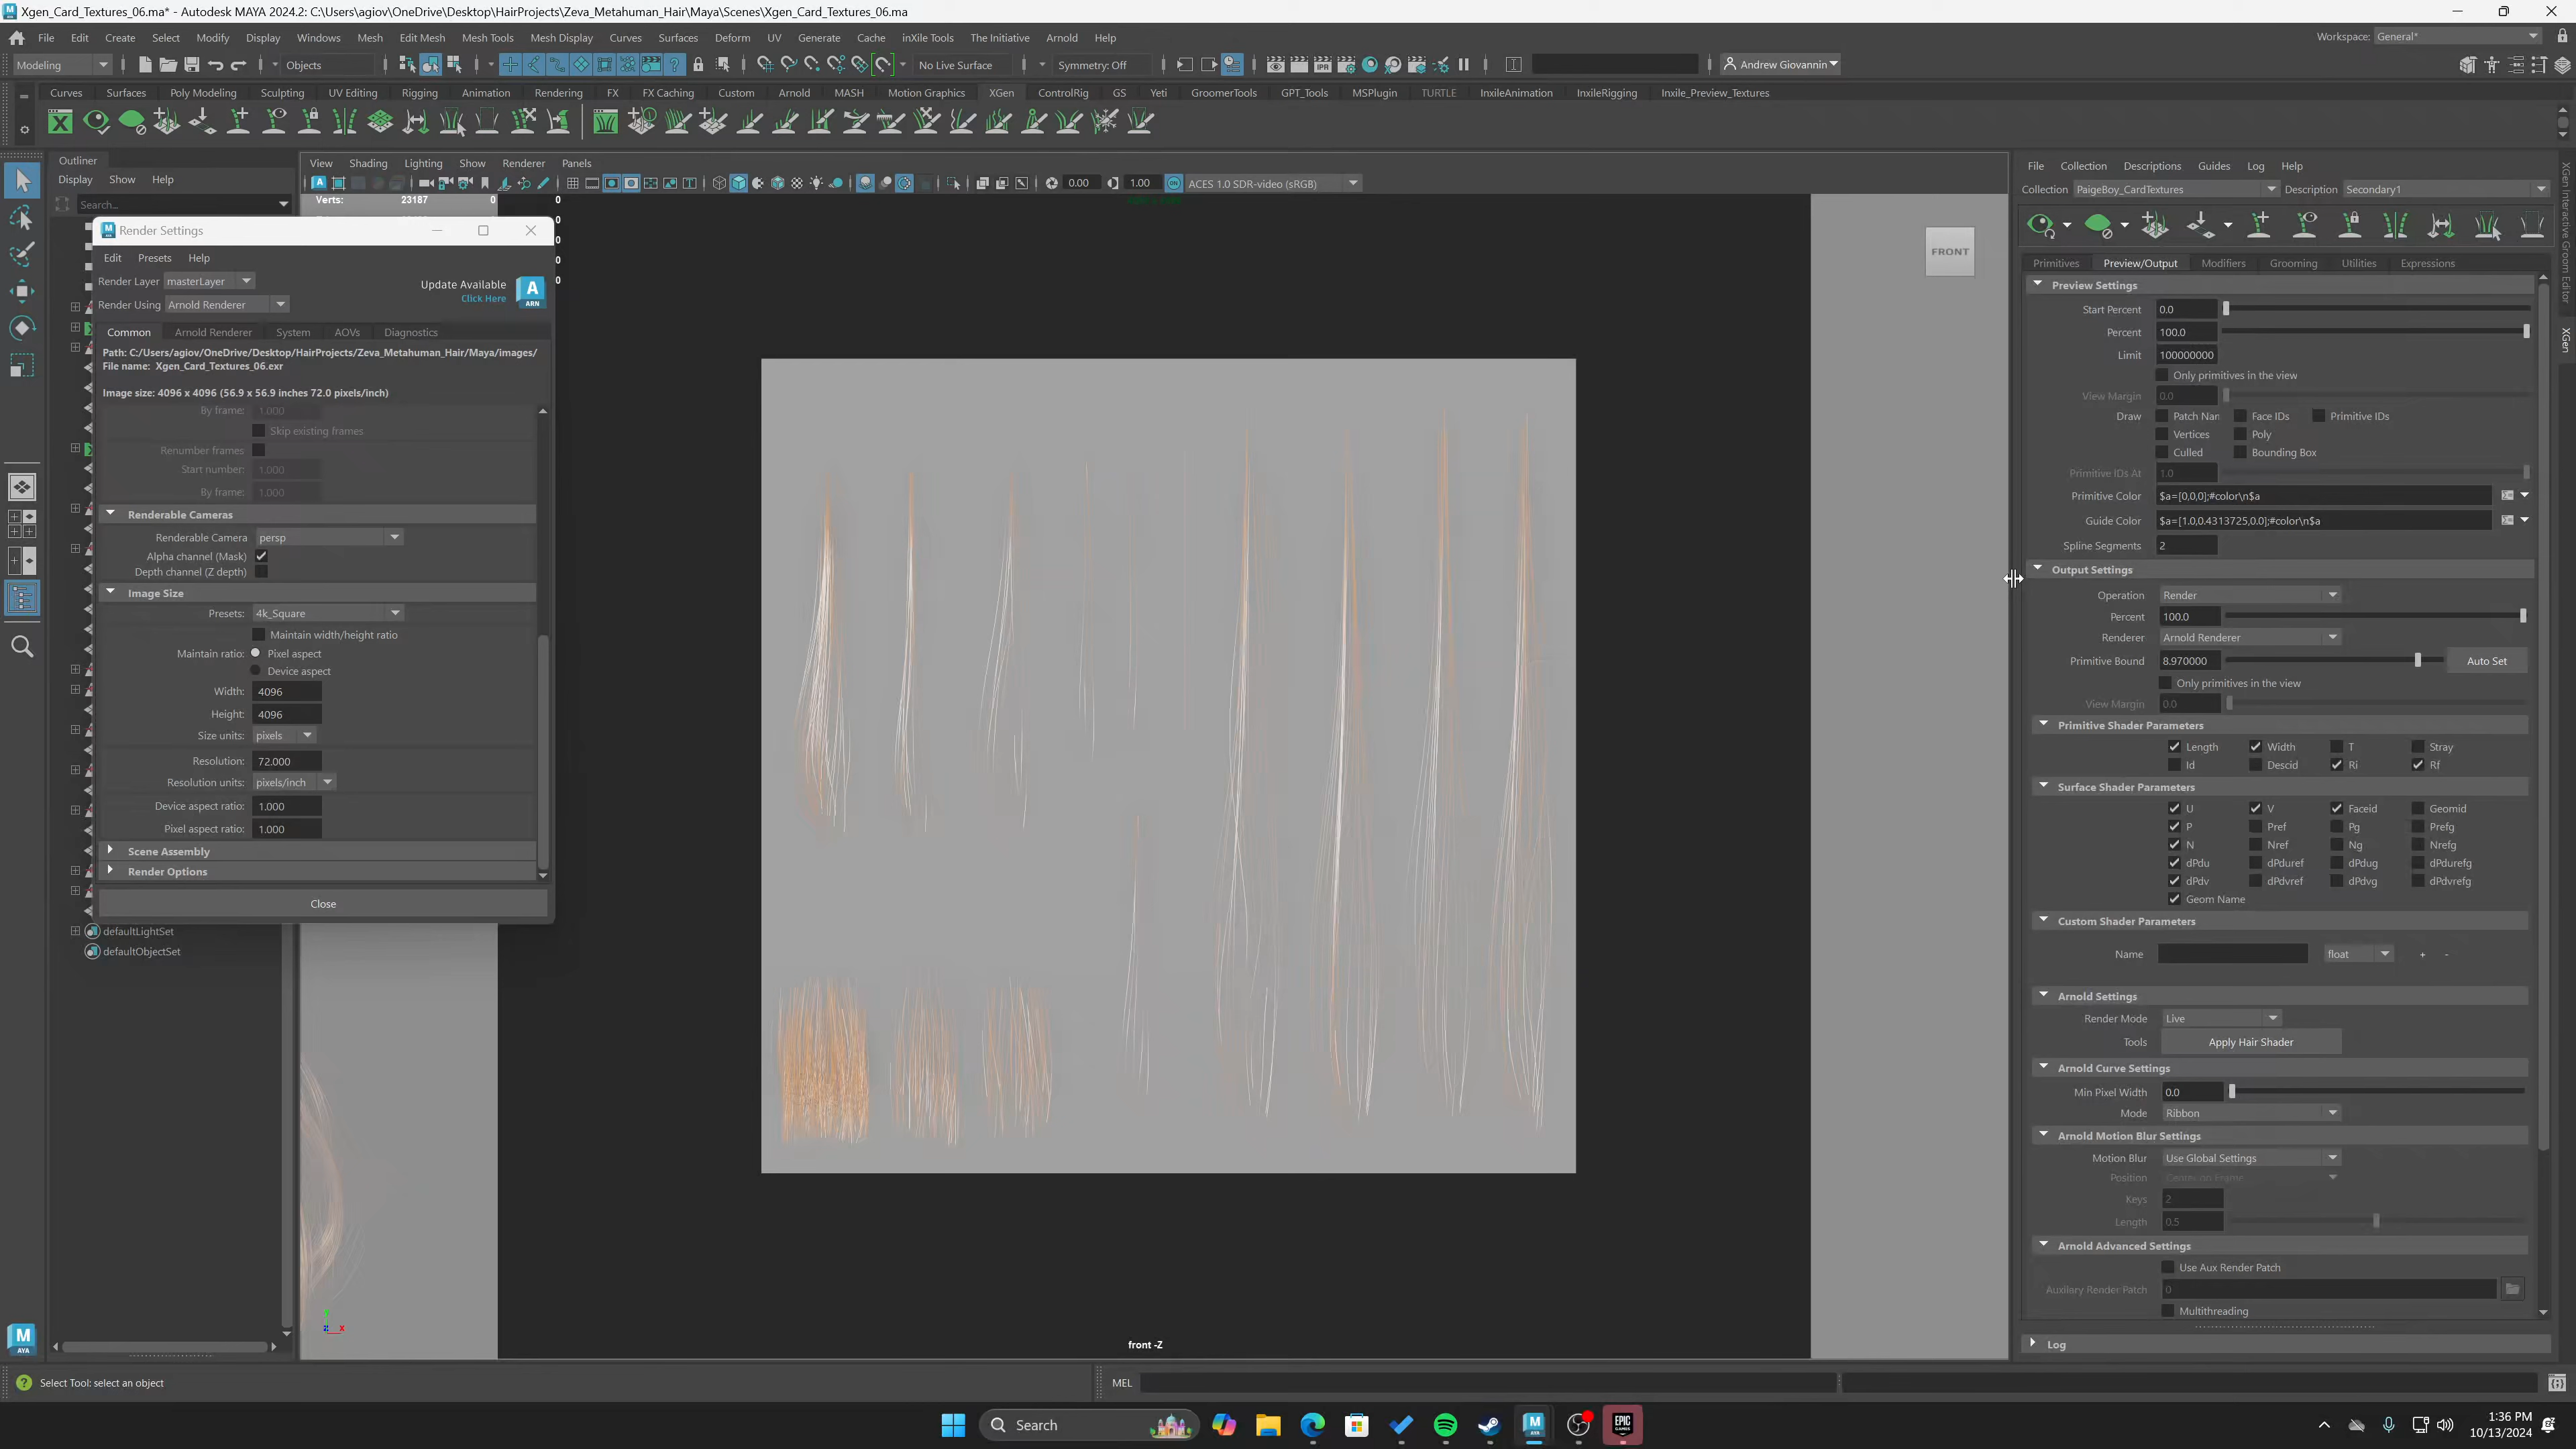 Xgen_Card_Textures_06.ma* - Autodesk MAYA 2024.2: C:\Users\agiov\OneDrive\Desktop\HairProjects\Zeva_Metahuman_Hair\Maya\Scenes\Xgen_Card_Textures_06.ma
File Edit Create Select Modify Display Windows Mesh Edit Mesh Mesh Tools Mesh Display Curves Surfaces Deform UV Generate Cache inXile Tools The Initiative Arnold Help
Workspace: General*
Modeling Objects No Live Surface Symmetry: Off Andrew Giovannin
Curves Surfaces Poly Modeling Sculpting UV Editing Rigging Animation Rendering FX FX Caching Custom Arnold MASH Motion Graphics XGen ControlRig GS Yeti GroomerTools GPT_Tools MSPlugin TURTLE InxileAnimation InxileRigging Inxile_Preview_Textures
Outliner
Display Show Help
Search...
defaultLightSet
defaultObjectSet
View Shading Lighting Show Renderer Panels
0.00 1.00 ACES 1.0 SDR-video (sRGB)
Verts: 23187 0 0
0
0
0
0
FRONT
front -Z
Render Settings
Edit Presets Help
Render Layer masterLayer
Render Using Arnold Renderer
Update Available
Click Here
ARN
Common Arnold Renderer System AOVs Diagnostics
Path: C:/Users/agiov/OneDrive/Desktop/HairProjects/Zeva_Metahuman_Hair/Maya/images/
File name: Xgen_Card_Textures_06.exr
Image size: 4096 x 4096 (56.9 x 56.9 inches 72.0 pixels/inch)
By frame: 1.000
Skip existing frames
Renumber frames
Start number: 1.000
By frame: 1.000
Renderable Cameras
Renderable Camera persp
Alpha channel (Mask)
Depth channel (Z depth)
Image Size
Presets: 4k_Square
Maintain width/height ratio
Maintain ratio: Pixel aspect
Device aspect
Width: 4096
Height: 4096
Size units: pixels
Resolution: 72.000
Resolution units: pixels/inch
Device aspect ratio: 1.000
Pixel aspect ratio: 1.000
Scene Assembly
Render Options
Close
File Collection Descriptions Guides Log Help
Collection PaigeBoy_CardTextures Description Secondary1
Primitives Preview/Output Modifiers Grooming Utilities Expressions
Preview Settings
Start Percent 0.0
Percent 100.0
Limit 100000000
Only primitives in the view
View Margin 0.0
Draw Patch Nan Face IDs Primitive IDs
Vertices Poly
Culled Bounding Box
Primitive IDs At 1.0
Primitive Color $a=[0,0,0];#color\n$a
Guide Color $a=[1.0,0.4313725,0.0];#color\n$a
Spline Segments 2
Output Settings
Operation Render
Percent 100.0
Renderer Arnold Renderer
Primitive Bound 8.970000 Auto Set
Only primitives in the view
View Margin 0.0
Primitive Shader Parameters
Length Width T Stray
Id Descid Ri Rf
Surface Shader Parameters
U V Faceid Geomid
P Pref Pg Prefg
N Nref Ng Nrefg
dPdu dPduref dPdug dPdurefg
dPdv dPdvref dPdvg dPdvrefg
Geom Name
Custom Shader Parameters
Name float + -
Arnold Settings
Render Mode Live
Tools Apply Hair Shader
Arnold Curve Settings
Min Pixel Width 0.0
Mode Ribbon
Arnold Motion Blur Settings
Motion Blur Use Global Settings
Position Center on Frame
Keys 2
Length 0.5
Arnold Advanced Settings
Use Aux Render Patch
Auxilary Render Patch 0
Multithreading
Log
XGen Interactive Groom Editor
XGen
Select Tool: select an object
MEL
Search
EPIC
GAMES
1:36 PM
10/13/2024